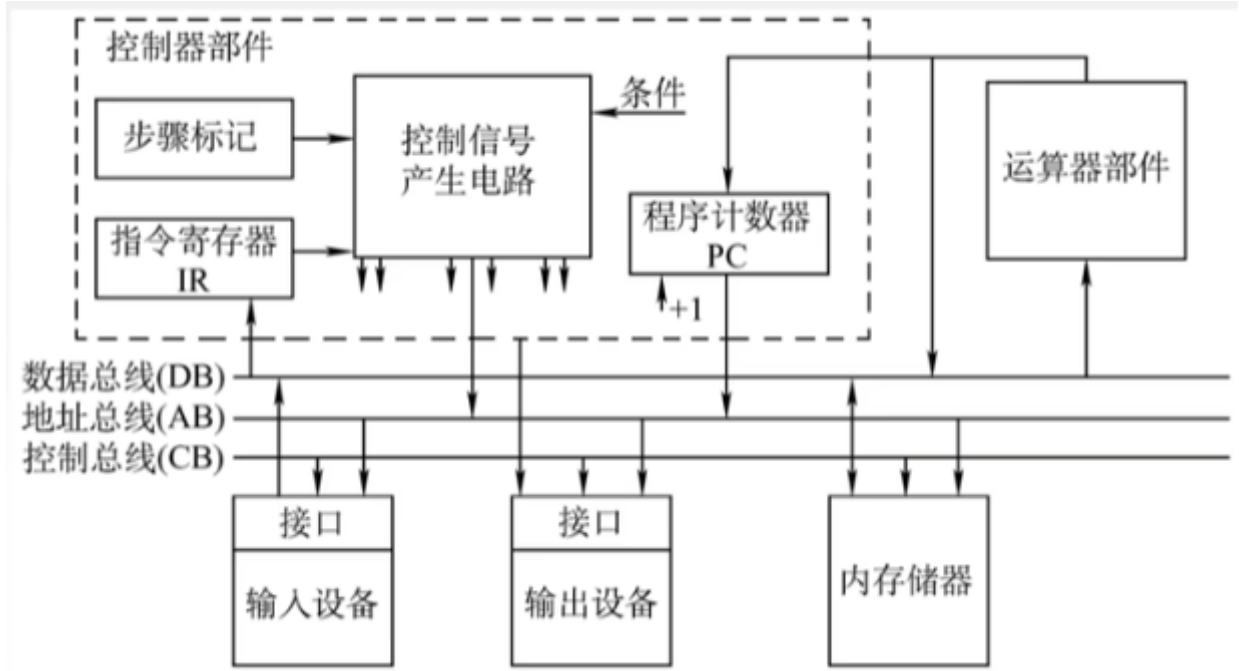 控制器部件
步骤标记
控制信号
产生电路
条件
运算器部件
指令寄存器
IR
程序计数器
PC
+1
数据总线(DB)
地址总线(AB)
控制总线(CB)
接口
输入设备
接口
输出设备
内存储器